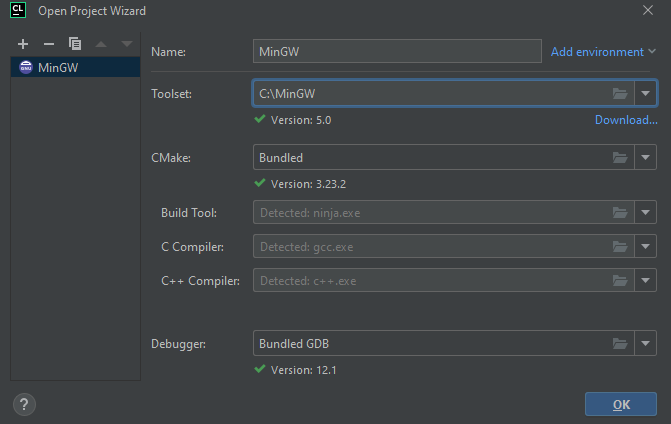 CL Open Project Wizard
Name: MinGW Add environment
GNU MinGW
Toolset: C:\MinGW
Version: 5.0 Download...
CMake: Bundled
Version: 3.23.2
Build Tool: Detected: ninja.exe
C Compiler: Detected: gcc.exe
C++ Compiler: Detected: c++.exe
Debugger: Bundled GDB
Version: 12.1
? OK